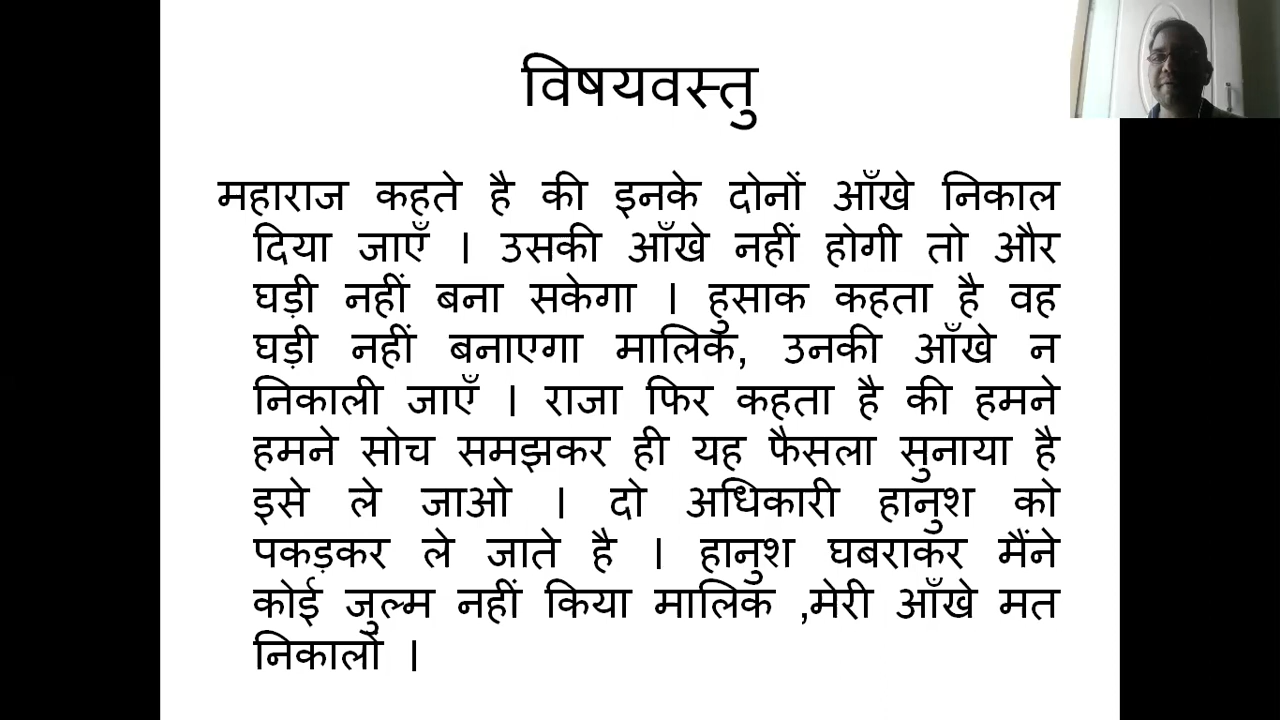 विषयवस्तु
महाराज कहते है की इनके दोनों आँखे निकाल
दिया जाएँ । उसकी आँखे नहीं होगी तो और
घड़ी नहीं बना सकेगा । हुसाक कहता है वह
घड़ी नहीं बनाएगा मालिक, उनकी आँखे न
निकाली जाएँ । राजा फिर कहता है की हमने
हमने सोच समझकर ही यह फैसला सुनाया है
इसे ले जाओ । दो अधिकारी हानुश को
पकड़कर ले जाते है । हानुश घबराकर मैंने
कोई जुल्म नहीं किया मालिक ,मेरी आँखे मत
निकालो ।